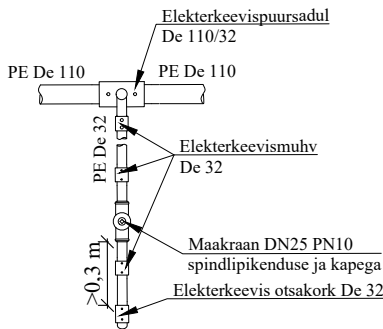 Elekterkeevispuursadul
De 110/32
PE De 110
PE De 110
PE De 32
Elekterkeevismuhv
De 32
Maakraan DN25 PN10
spindlipikenduse ja kapega
>0,3 m
Elekterkeevis otsakork De 32